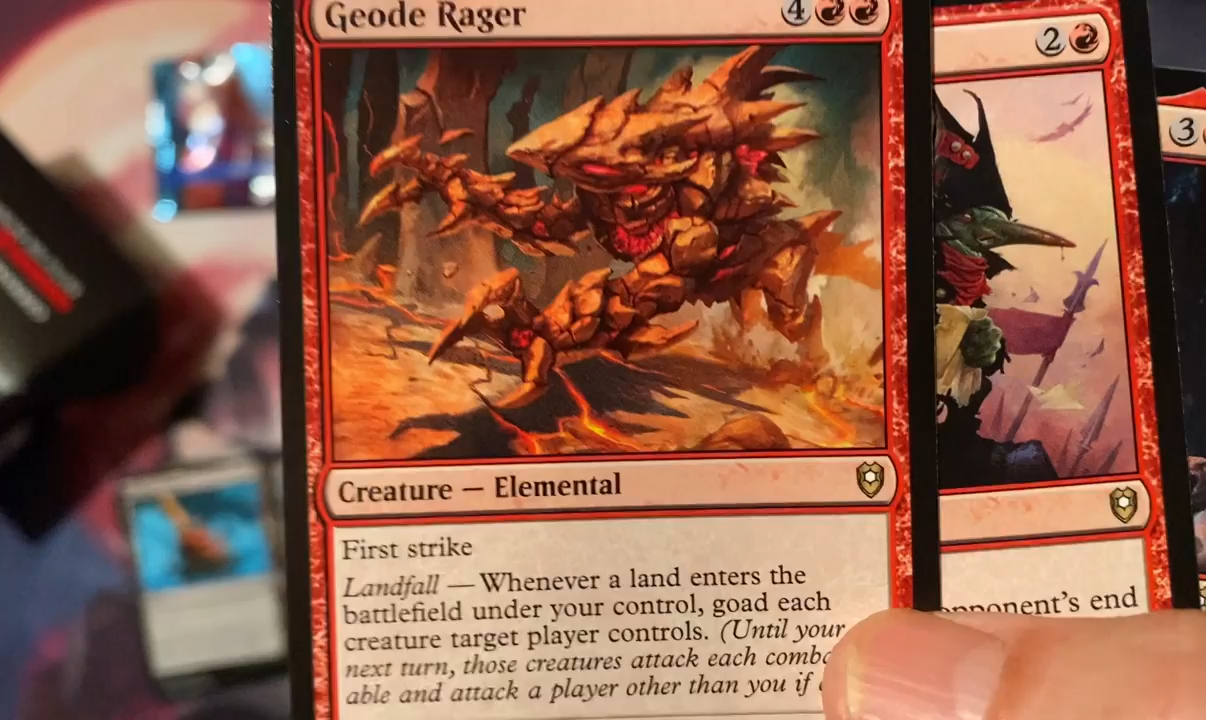 Geode Rager
4
2
3
Creature — Elemental
First strike
Landfall — Whenever a land enters the
battlefield under your control, goad each
creature target player controls. (Until your
next turn, those creatures attack each
able and attack a player other than you if
end